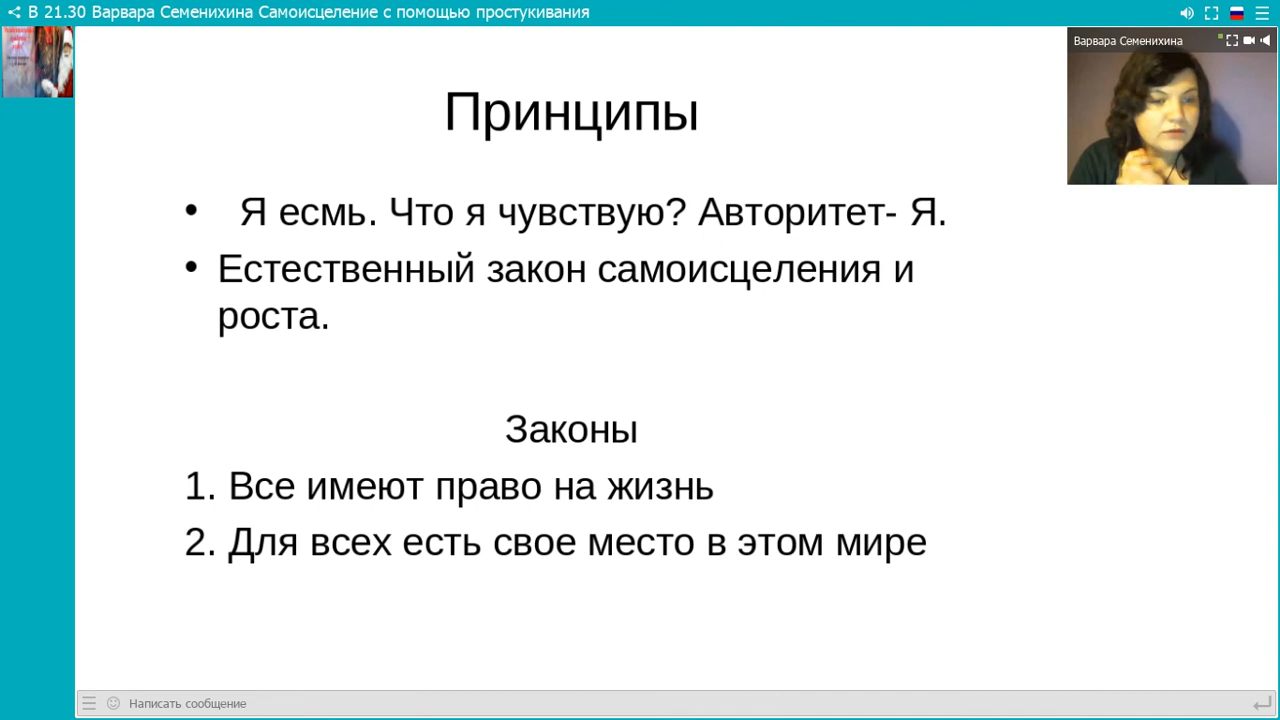 В 21.30 Варвара Семенихина Самоисцеление с помощью простукивания
Варвара Семенихина
Принципы
• Я есмь. Что я чувствую? Авторитет- Я.
• Естественный закон самоисцеления и
роста.
Законы
1. Все имеют право на жизнь
2. Для всех есть свое место в этом мире
Написать сообщение